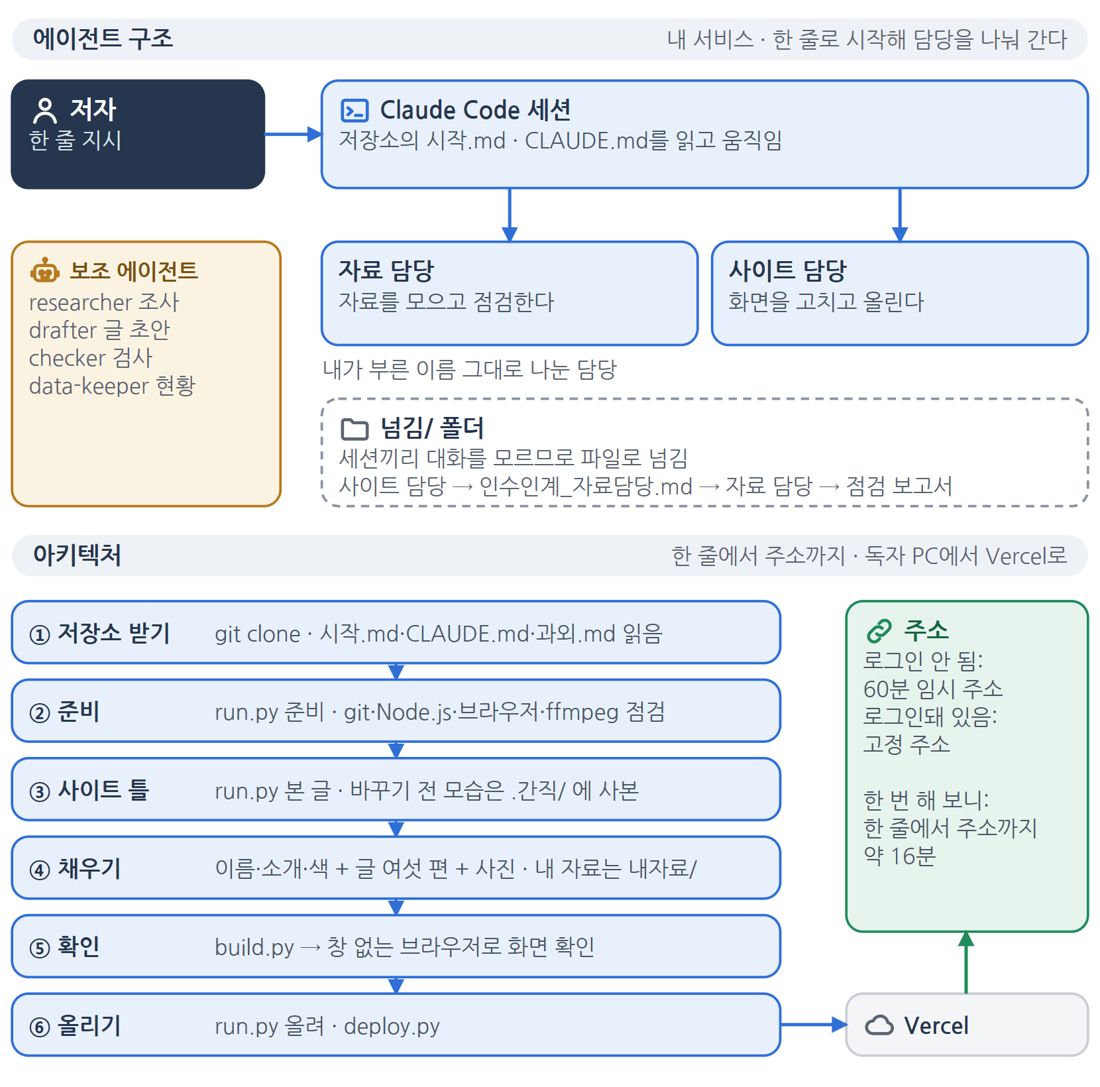 에이전트 구조
내 서비스 · 한 줄로 시작해 담당을 나눠 간다
저자
한 줄 지시
Claude Code 세션
저장소의 시작.md · CLAUDE.md를 읽고 움직임
보조 에이전트
researcher 조사
drafter 글 초안
checker 검사
data-keeper 현황
자료 담당
자료를 모으고 점검한다
사이트 담당
화면을 고치고 올린다
내가 부른 이름 그대로 나눈 담당
넘김/ 폴더
세션끼리 대화를 모르므로 파일로 넘김
사이트 담당 → 인수인계_자료담당.md → 자료 담당 → 점검 보고서
아키텍처
한 줄에서 주소까지 · 독자 PC에서 Vercel로
① 저장소 받기 git clone · 시작.md·CLAUDE.md·과외.md 읽음
② 준비 run.py 준비 · git·Node.js·브라우저·ffmpeg 점검
③ 사이트 틀 run.py 본 글 · 바꾸기 전 모습은 .간직/ 에 사본
④ 채우기 이름·소개·색 + 글 여섯 편 + 사진 · 내 자료는 내자료/
⑤ 확인 build.py → 창 없는 브라우저로 화면 확인
⑥ 올리기 run.py 올려 · deploy.py
주소
로그인 안 됨:
60분 임시 주소
로그인돼 있음:
고정 주소
한 번 해 보니:
한 줄에서 주소까지
약 16분
Vercel